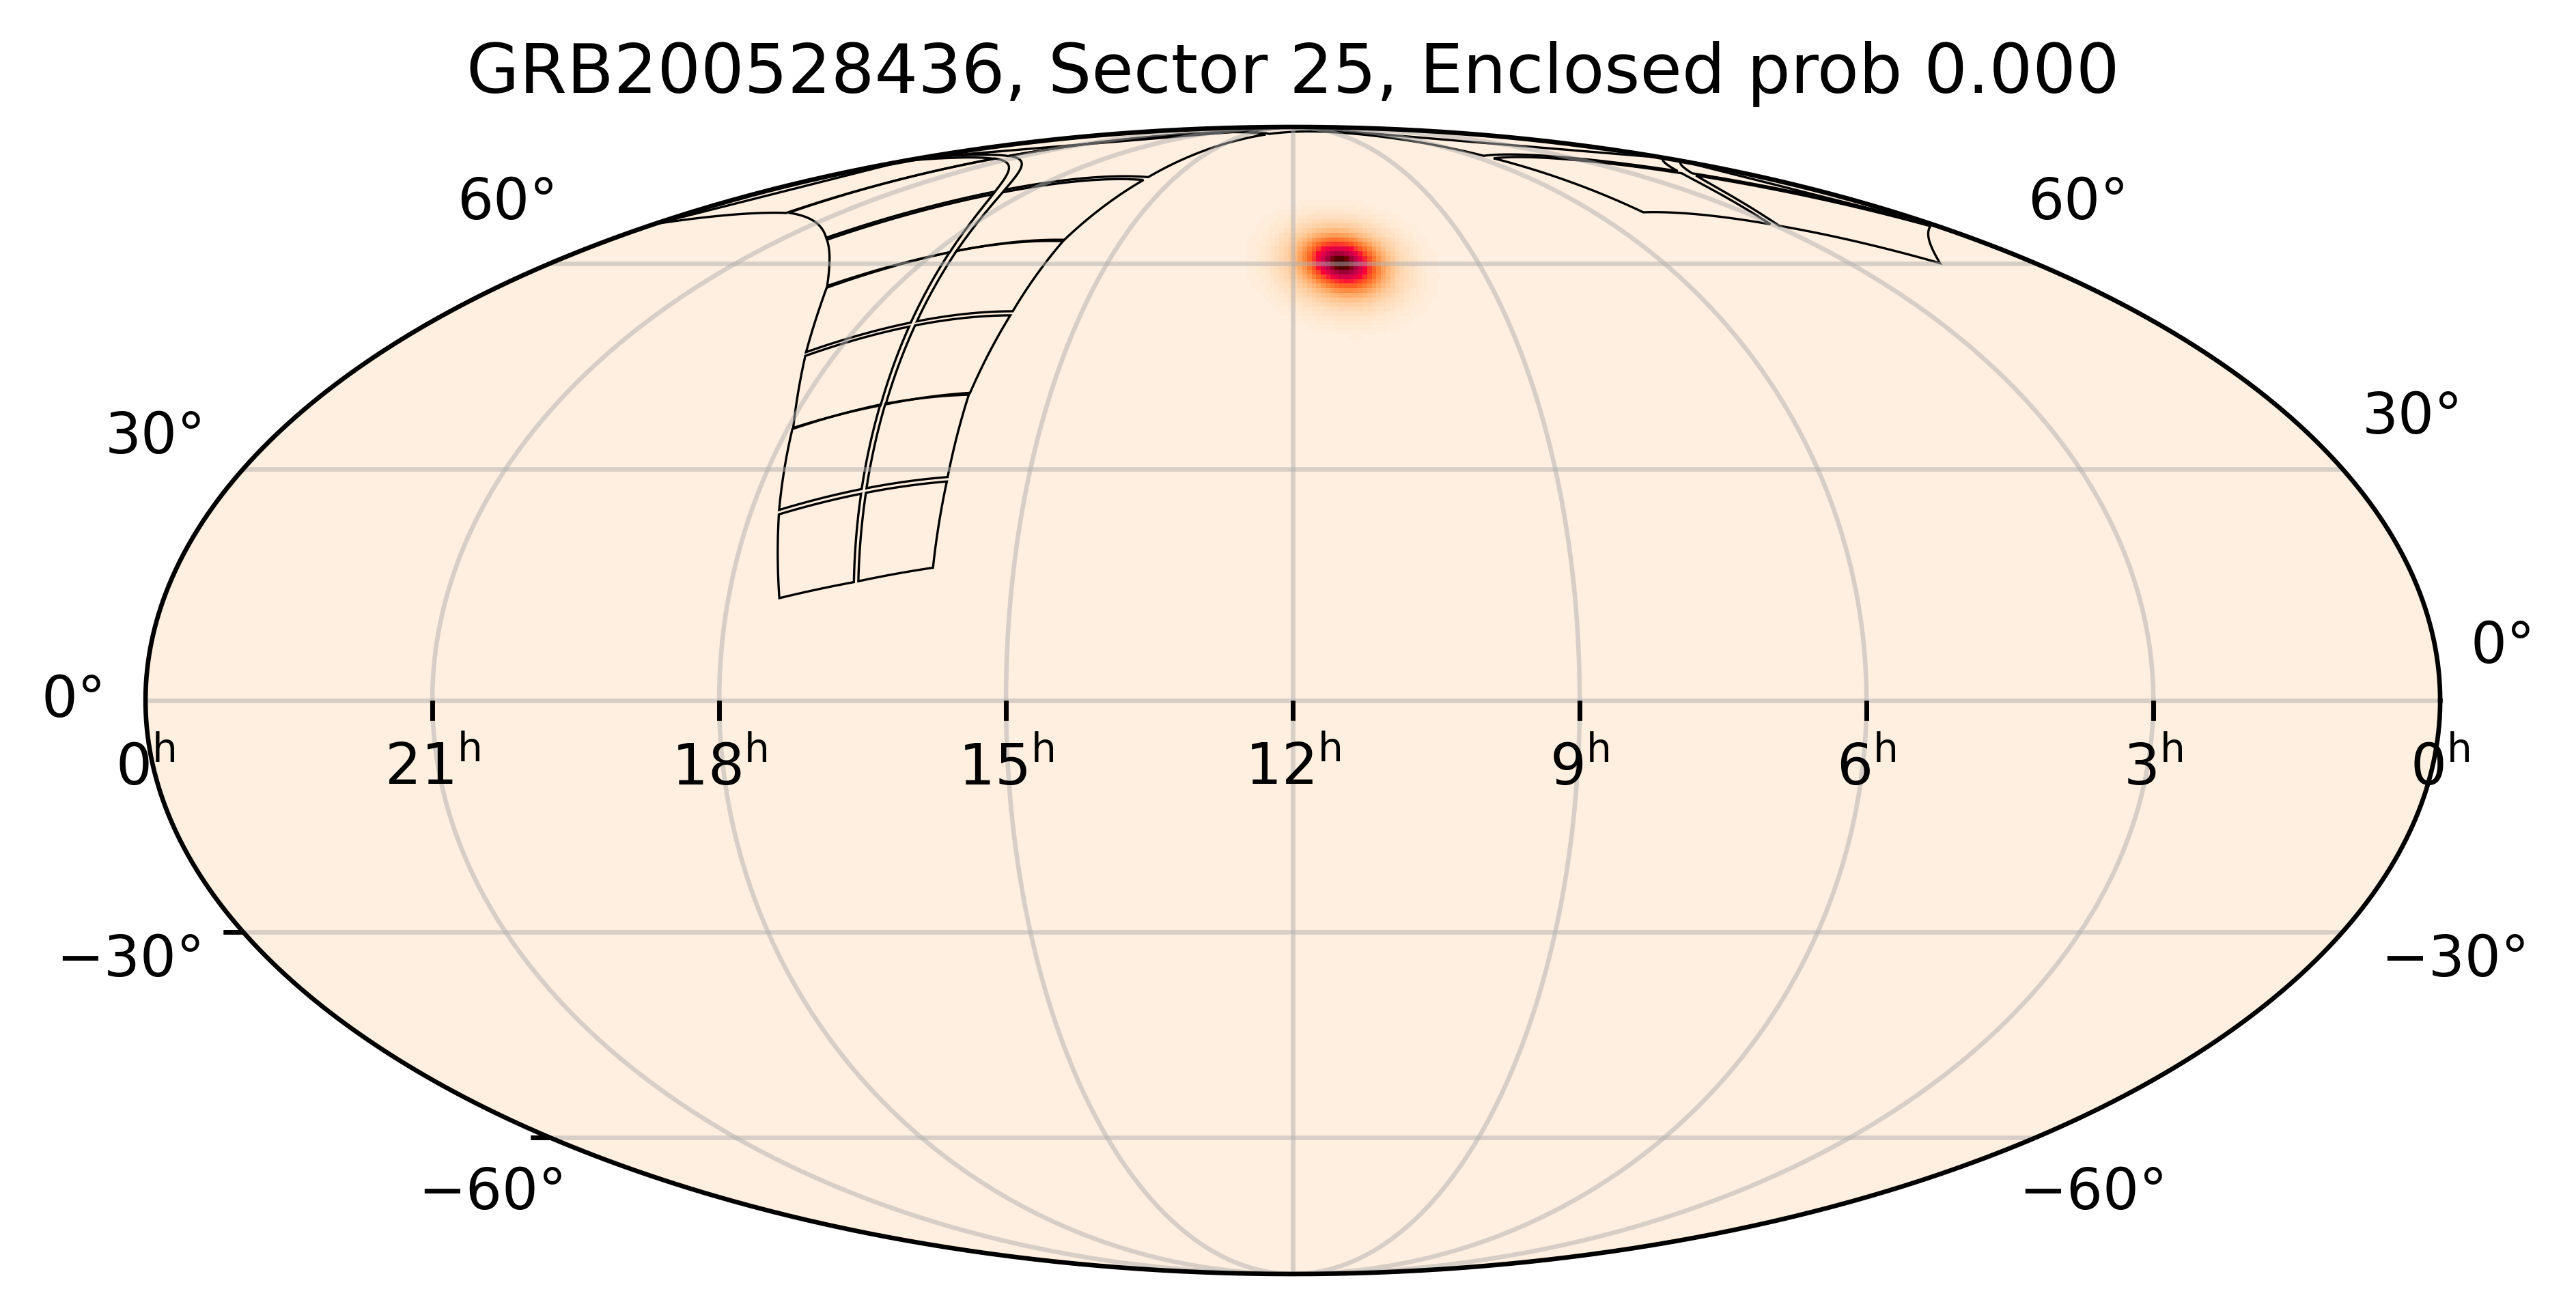 GRB200528436, Sector 25, Enclosed prob 0.000
60° 60°
30° 30°
0° 0°
0h 21h 18h 15h 12h 9h 6h 3h 0h
−30° −30°
−60° −60°